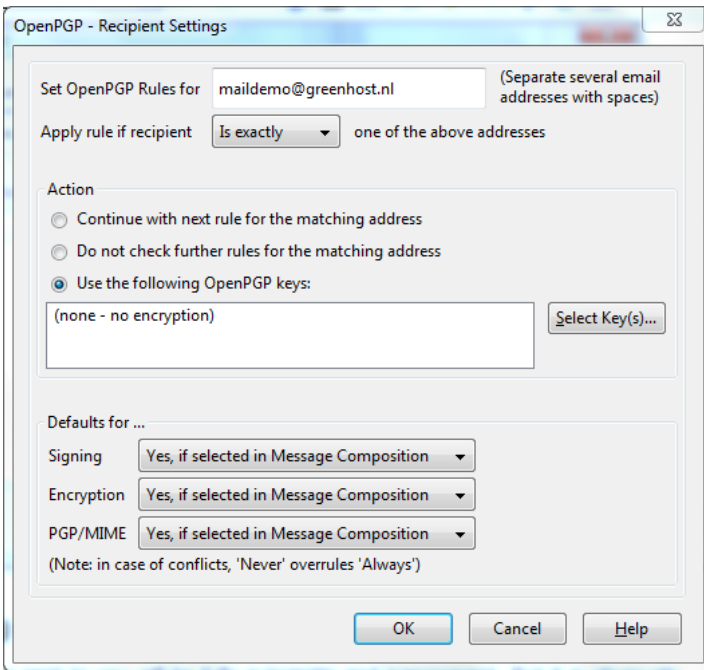 OpenPGP - Recipient Settings
Set OpenPGP Rules for maildemo@greenhost.nl (Separate several email
addresses with spaces)
Apply rule if recipient Is exactly one of the above addresses
Action
Continue with next rule for the matching address
Do not check further rules for the matching address
Use the following OpenPGP keys:
(none - no encryption) Select Key(s)...
Defaults for ...
Signing Yes, if selected in Message Composition
Encryption Yes, if selected in Message Composition
PGP/MIME Yes, if selected in Message Composition
(Note: in case of conflicts, 'Never' overrules 'Always')
OK Cancel Help